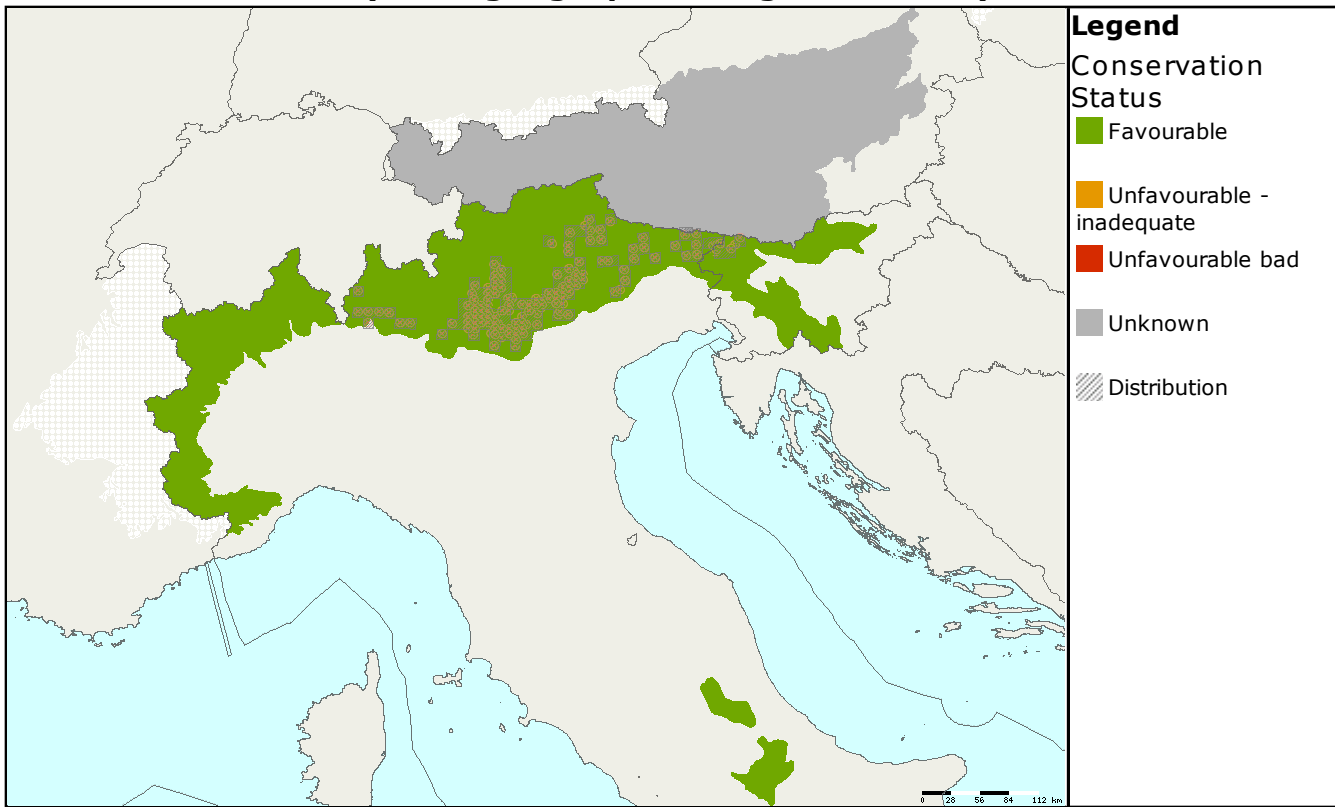 Legend
Conservation
Status
Favourable
Unfavourable -
inadequate
Unfavourable bad
Unknown
Distribution
0 28 56 84 112 km